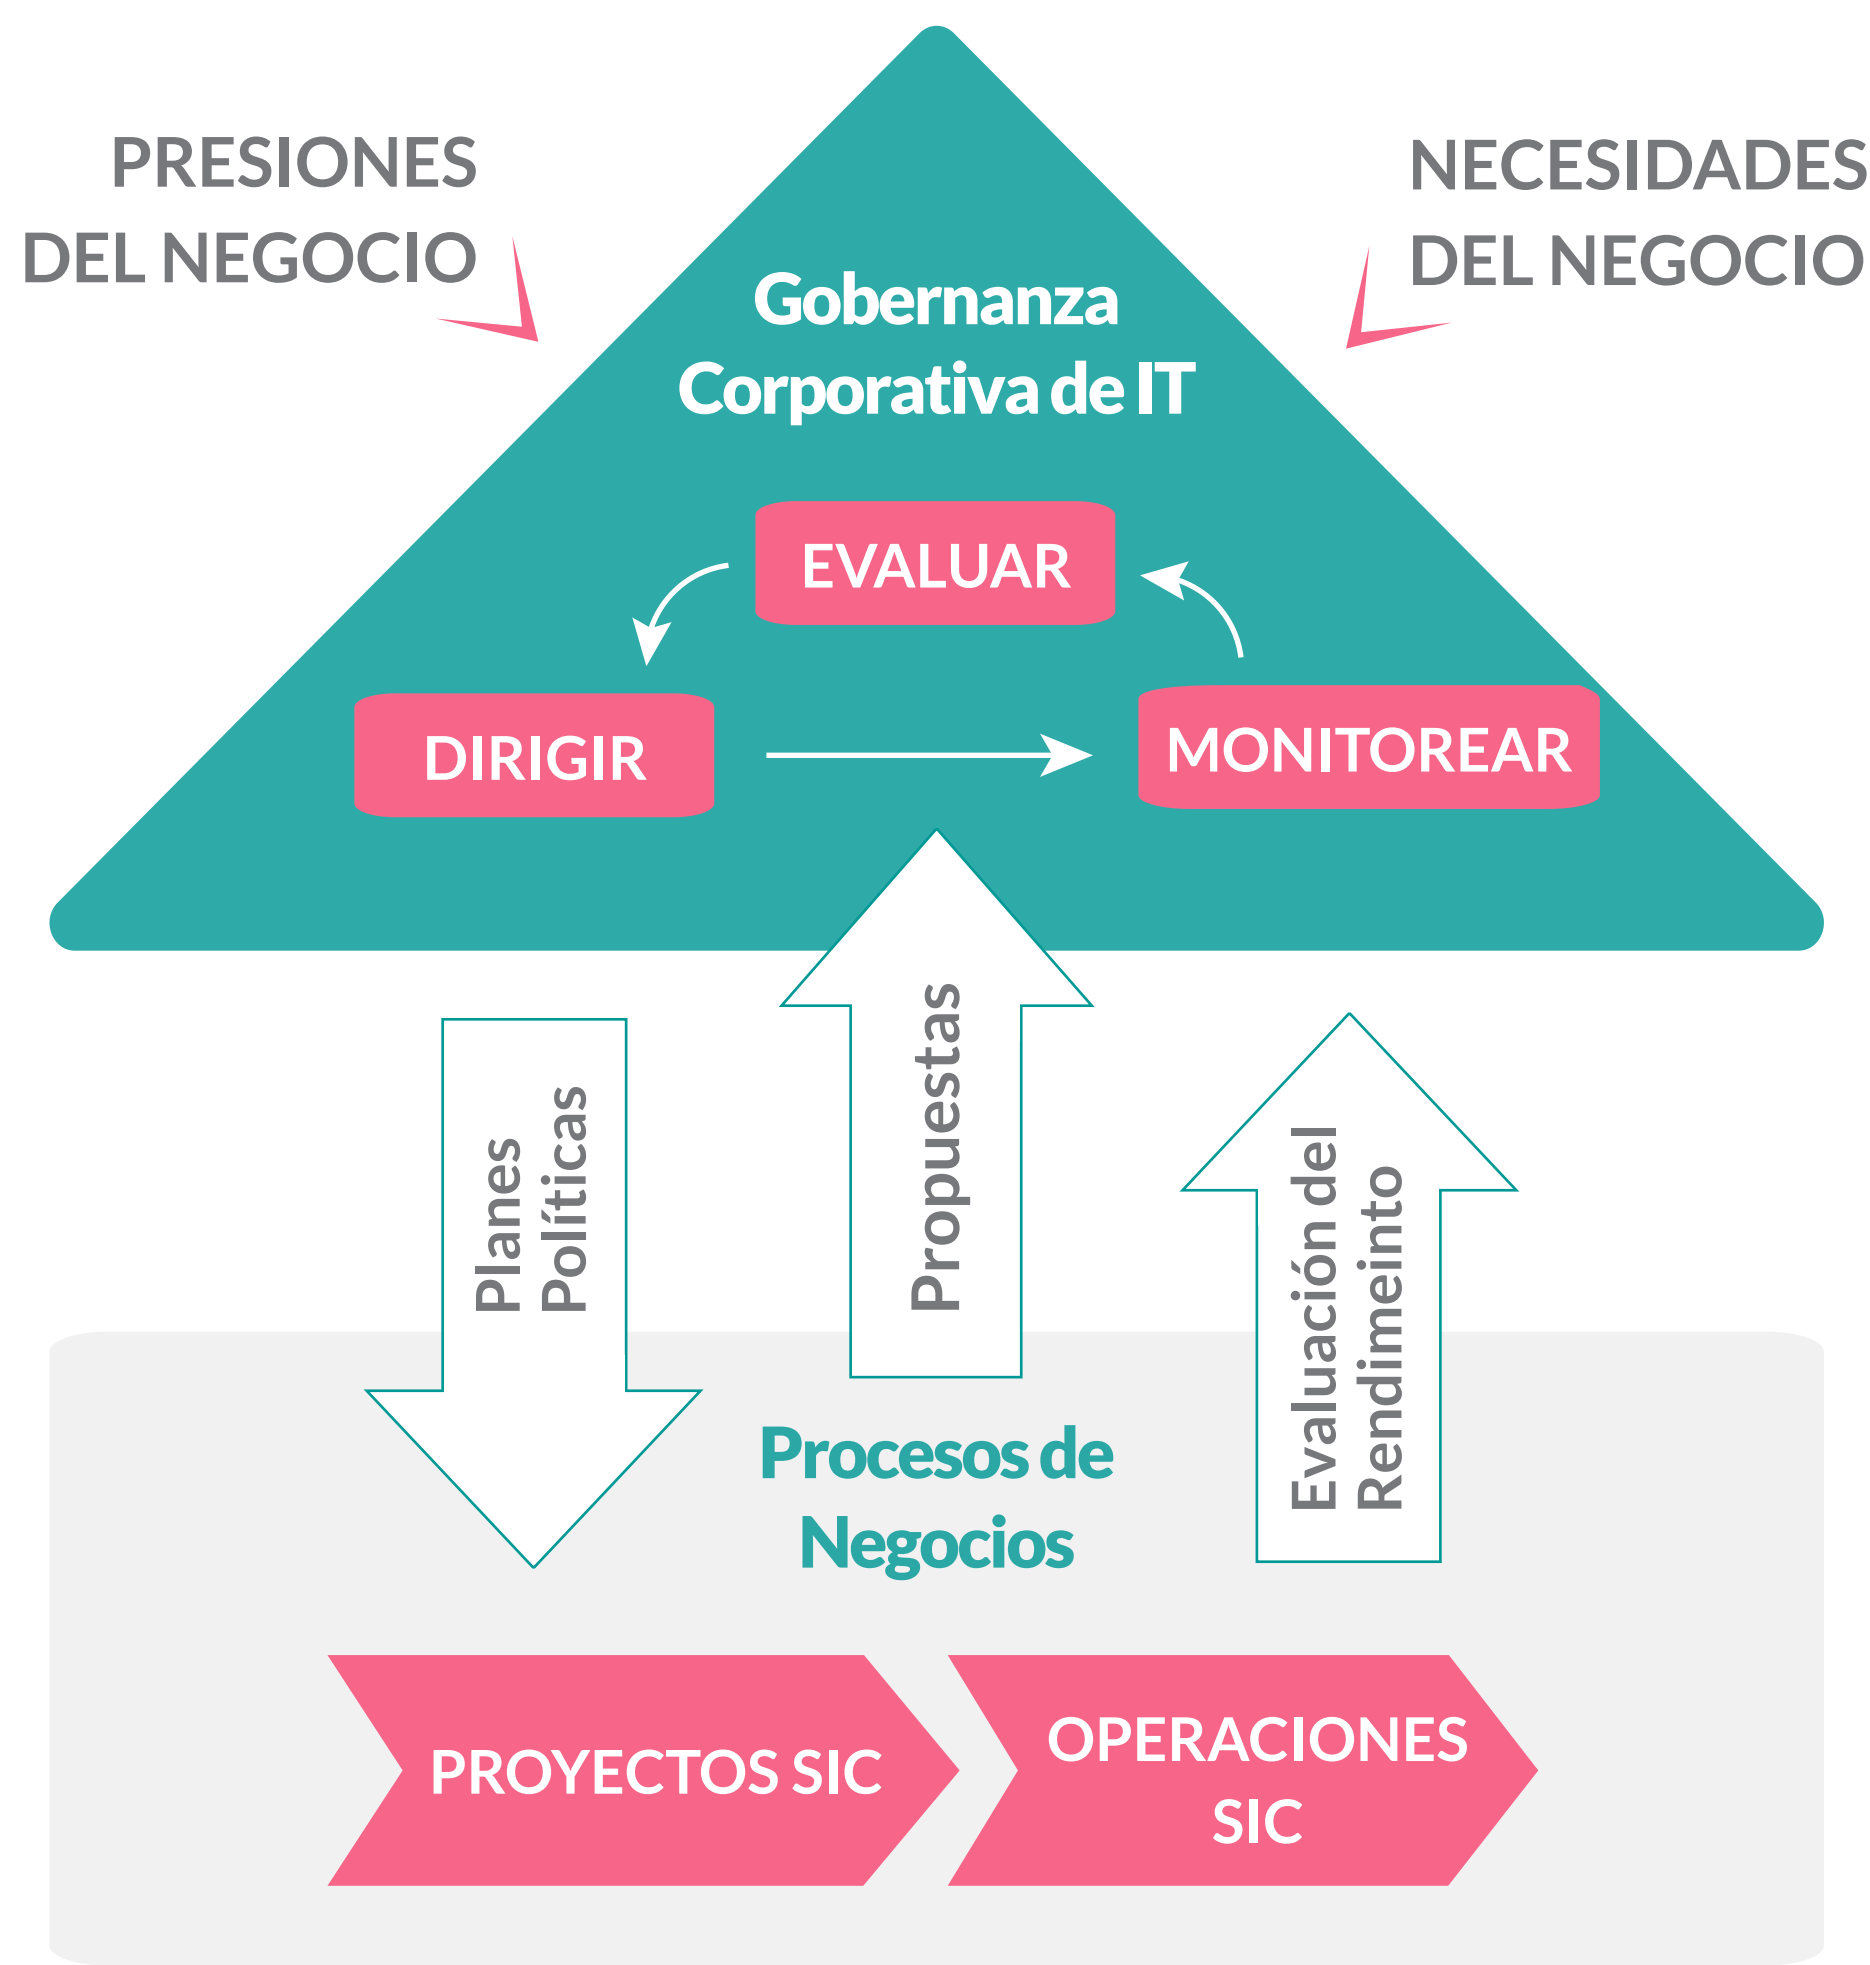 PRESIONES
DEL NEGOCIO
NECESIDADES
DEL NEGOCIO
Gobernanza
Corporativa de IT
EVALUAR
DIRIGIR
MONITOREAR
Planes
Políticas
Propuestas
Evaluación del
Rendimeinto
Procesos de
Negocios
PROYECTOS SIC
OPERACIONES
SIC